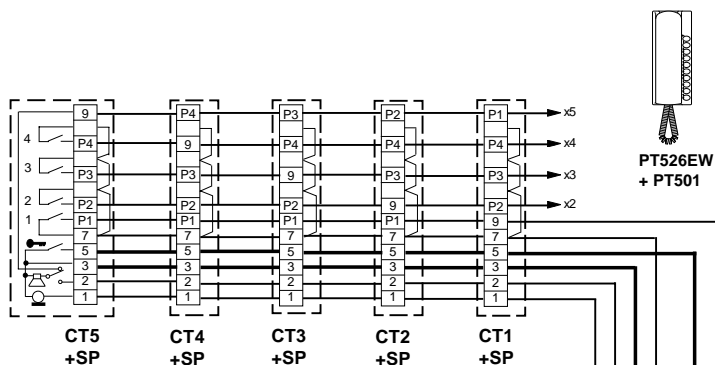 9 P4 P3 P2 P1 x5
4 P4 9 P4 P4 P4 x4
3 P3 P3 9 P3 P3 x3
2 P2 P2 P2 9 P2 x2
1 P1 P1 P1 P1 9
7 7 7 7 7
5 5 5 5 5
3 3 3 3 3
2 2 2 2 2
1 1 1 1 1
CT5 CT4 CT3 CT2 CT1
+SP +SP +SP +SP +SP
PT526EW
+ PT501